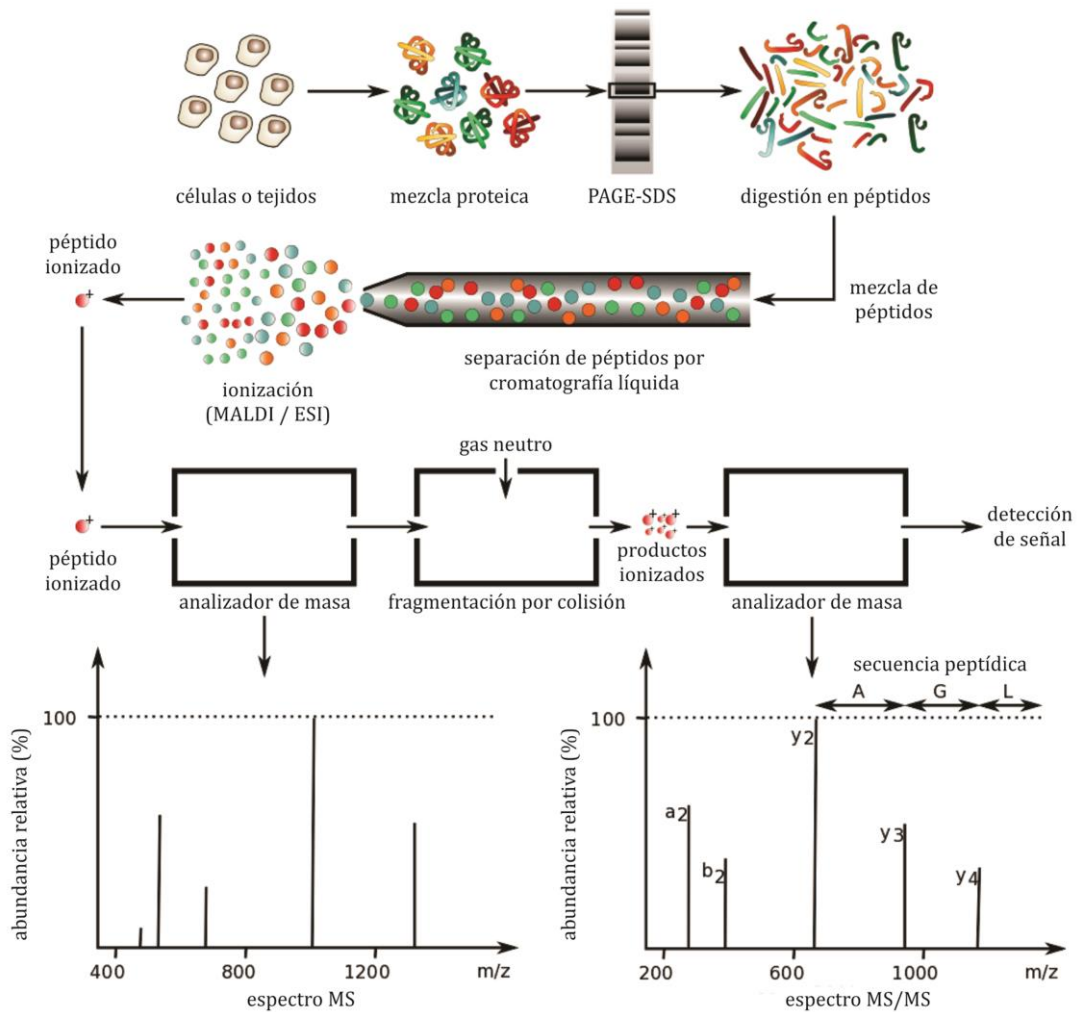 células o tejidos
mezcla proteica
PAGE-SDS
digestión en péptidos
péptido
ionizado
+
mezcla de
péptidos
separación de péptidos por
cromatografía líquida
ionización
(MALDI / ESI)
gas neutro
+
péptido
ionizado
+ + +
+ + +
productos
ionizados
detección
de señal
analizador de masa
fragmentación por colisión
analizador de masa
abundancia relativa (%)
100
400
800
1200
m/z
espectro MS
secuencia peptídica
A
G
L
abundancia relativa (%)
100
a2
b2
y2
y3
y4
200
600
1000
m/z
espectro MS/MS